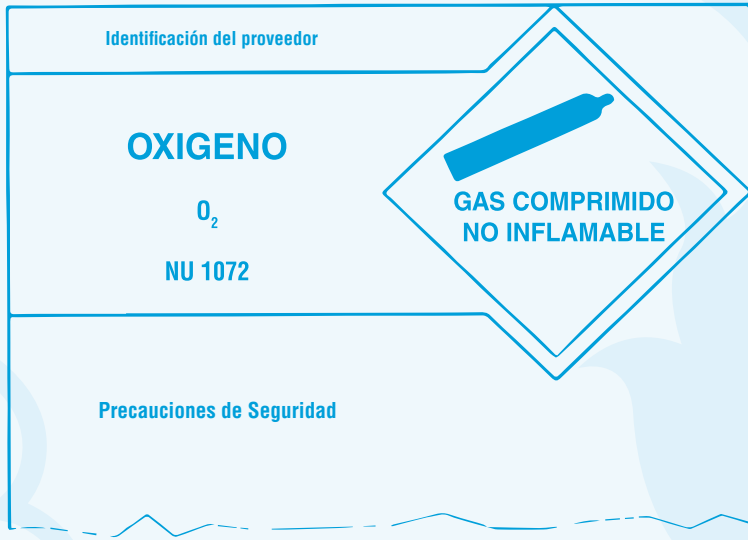 Identificación del proveedor
OXIGENO
O₂
NU 1072
GAS COMPRIMIDO
NO INFLAMABLE
Precauciones de Seguridad